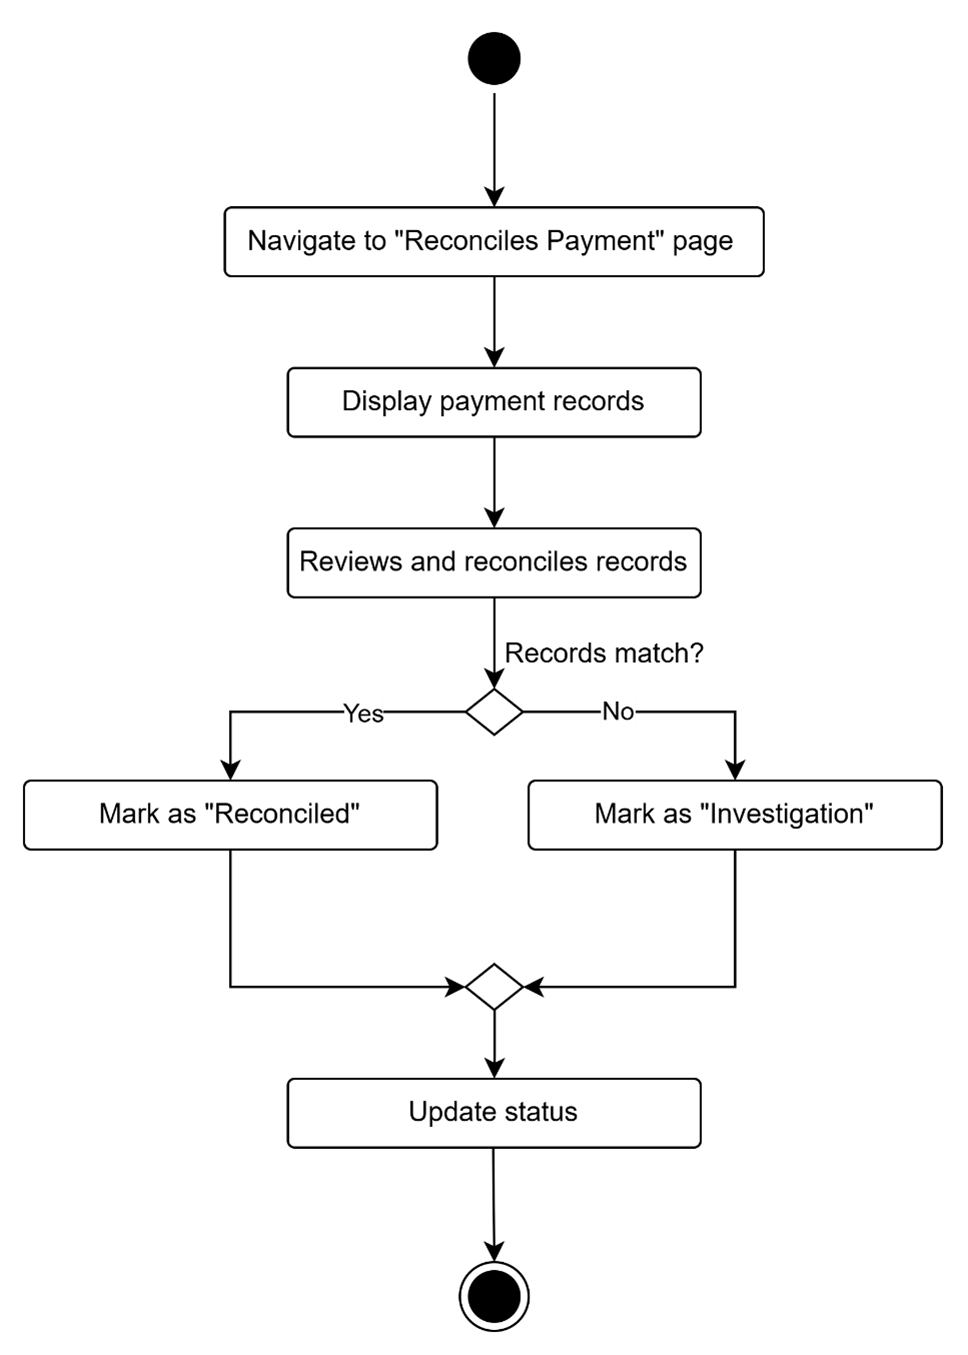 Navigate to "Reconciles Payment" page
Display payment records
Reviews and reconciles records
Records match?
Yes
No
Mark as "Reconciled"
Mark as "Investigation"
Update status